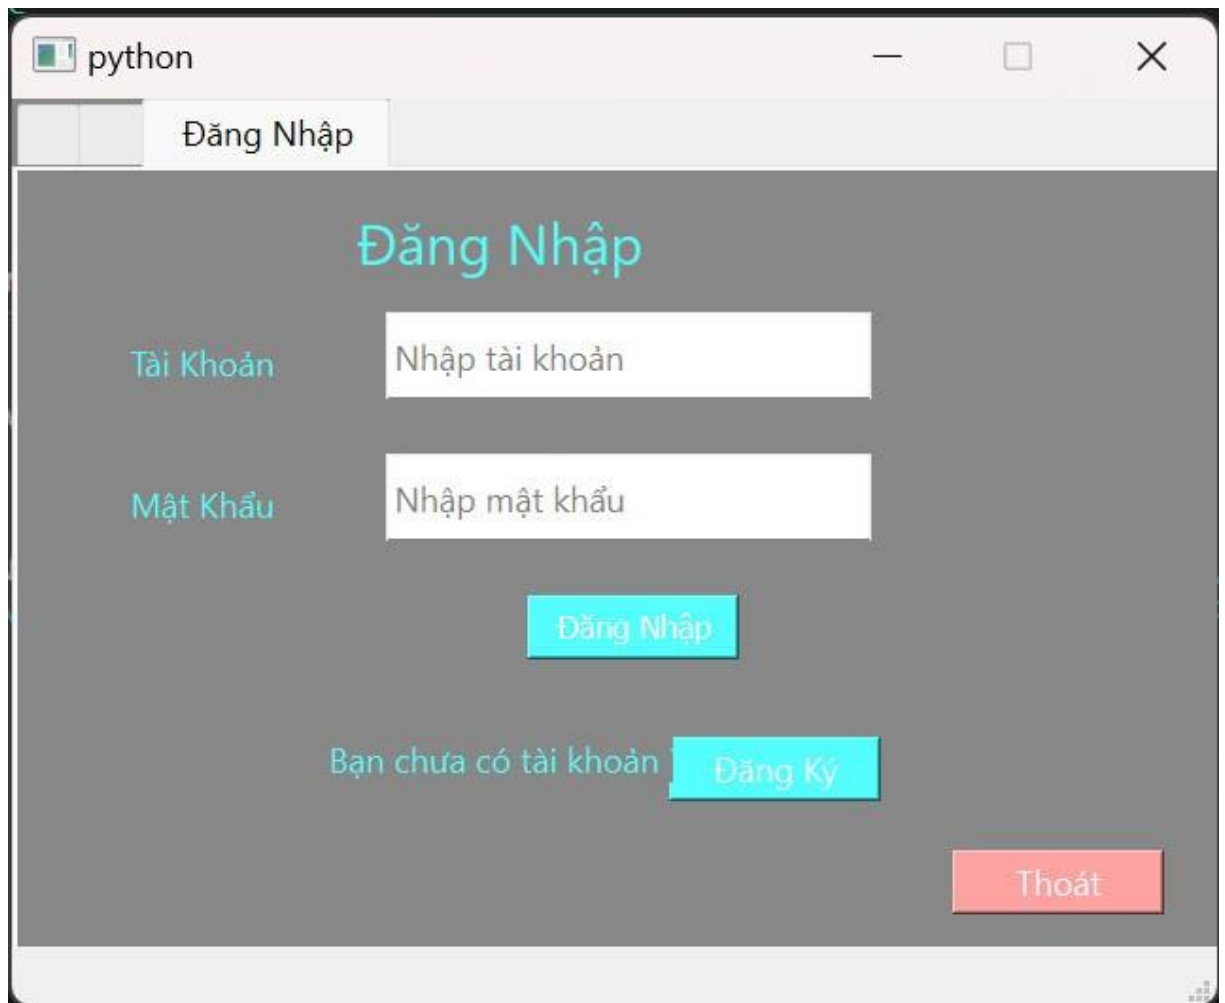 python
Đăng Nhập
Đăng Nhập
Tài Khoản
Nhập tài khoản
Mật Khẩu
Nhập mật khẩu
Đăng Nhập
Bạn chưa có tài khoản
Đăng Ký
Thoát